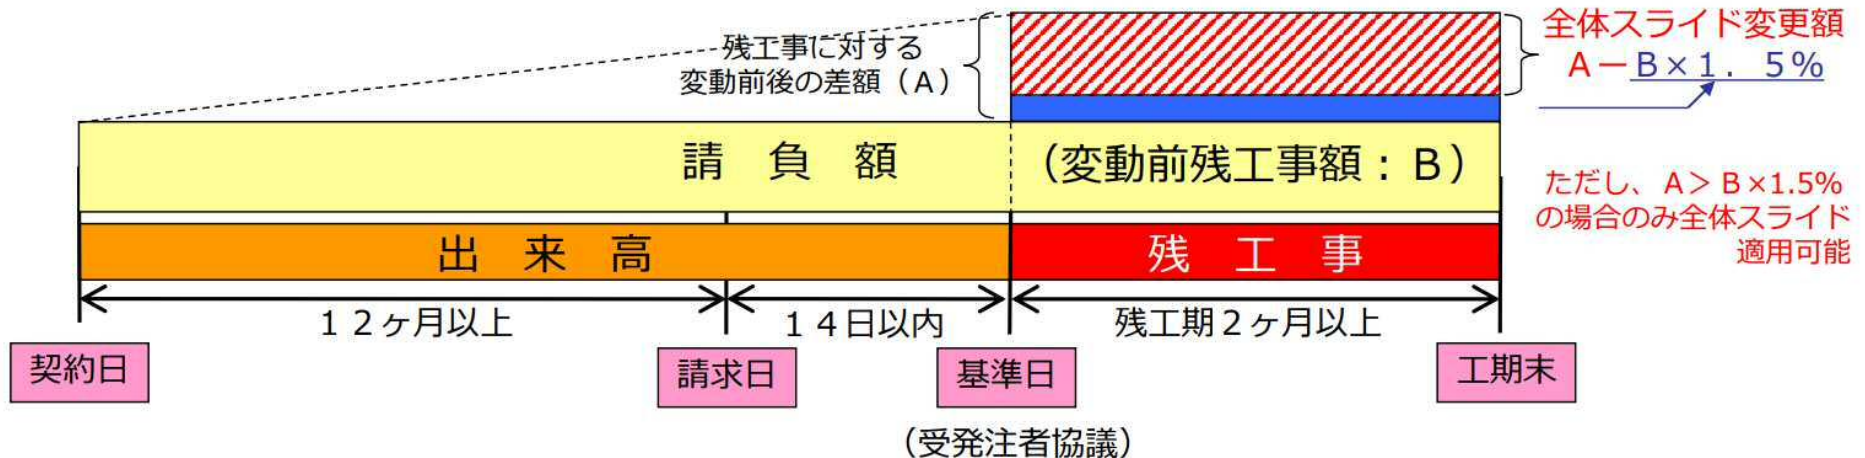 残工事に対する
変動前後の差額（Ａ）
全体スライド変更額
Ａ－Ｂ×１．５%
請　負　額
（変動前残工事額：Ｂ）
ただし、Ａ＞Ｂ×1.5%
の場合のみ全体スライド
適用可能
出　来　高
残　工　事
１２ヶ月以上
１４日以内
残工期２ヶ月以上
契約日
請求日
基準日
工期末
（受発注者協議）